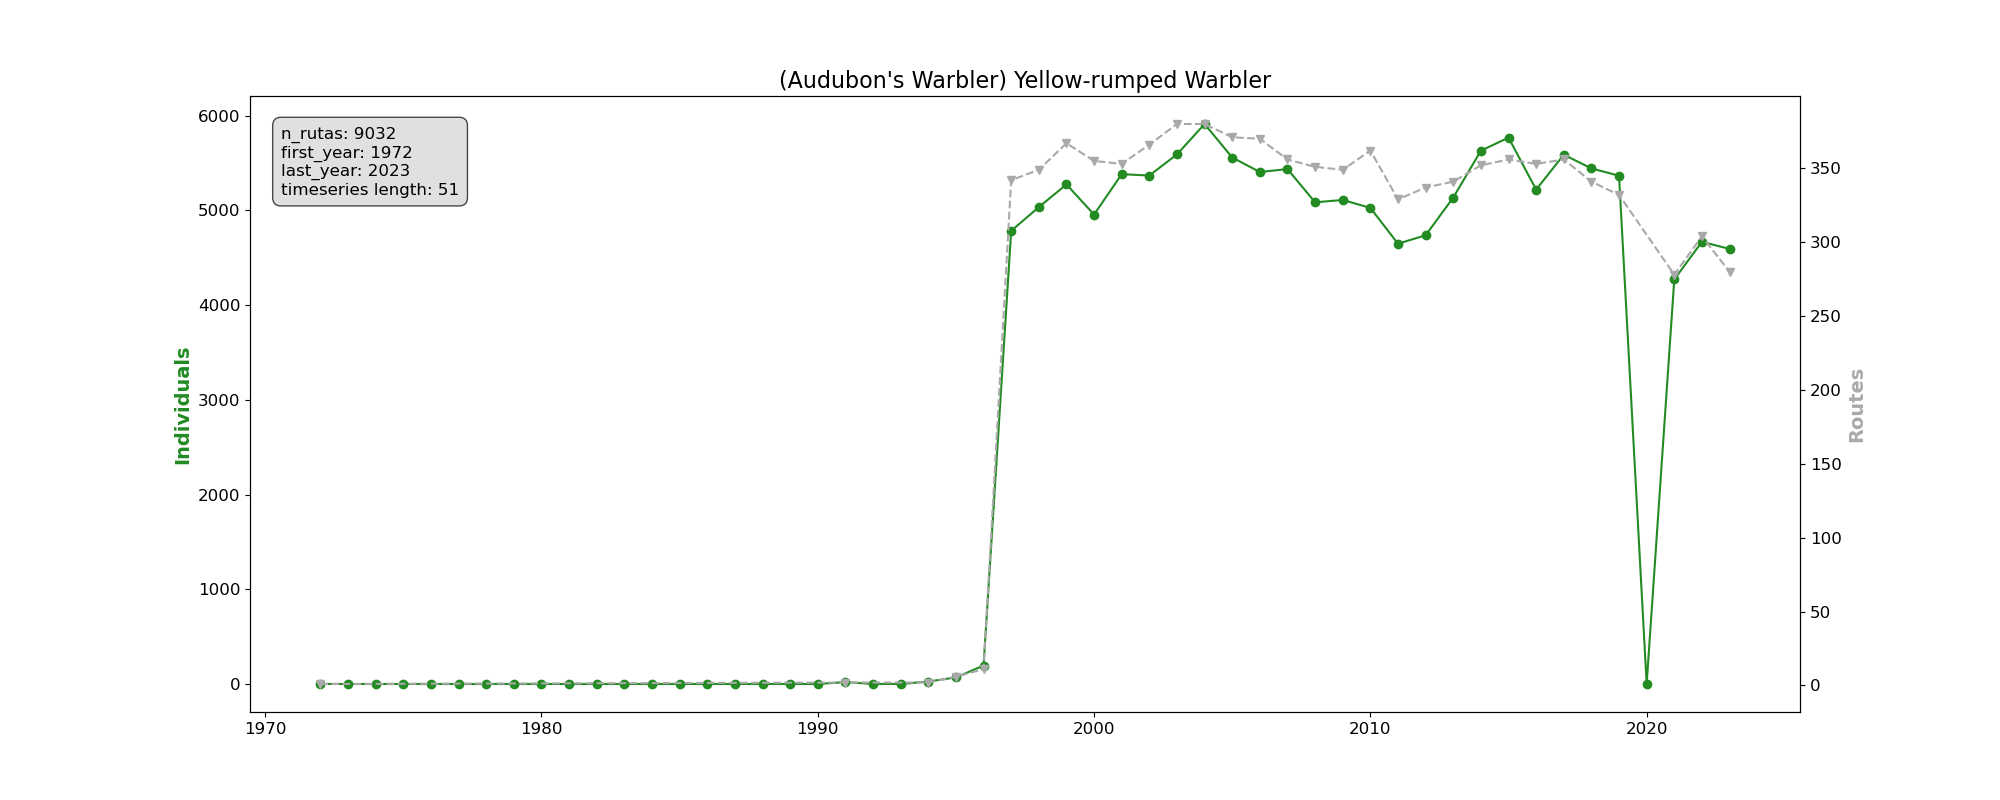 (Audubon's Warbler) Yellow-rumped Warbler
n_rutas: 9032
first_year: 1972
last_year: 2023
timeseries length: 51
6000
5000
4000
3000
2000
1000
0
Individuals
350
300
250
200
150
100
50
0
Routes
1970 1980 1990 2000 2010 2020